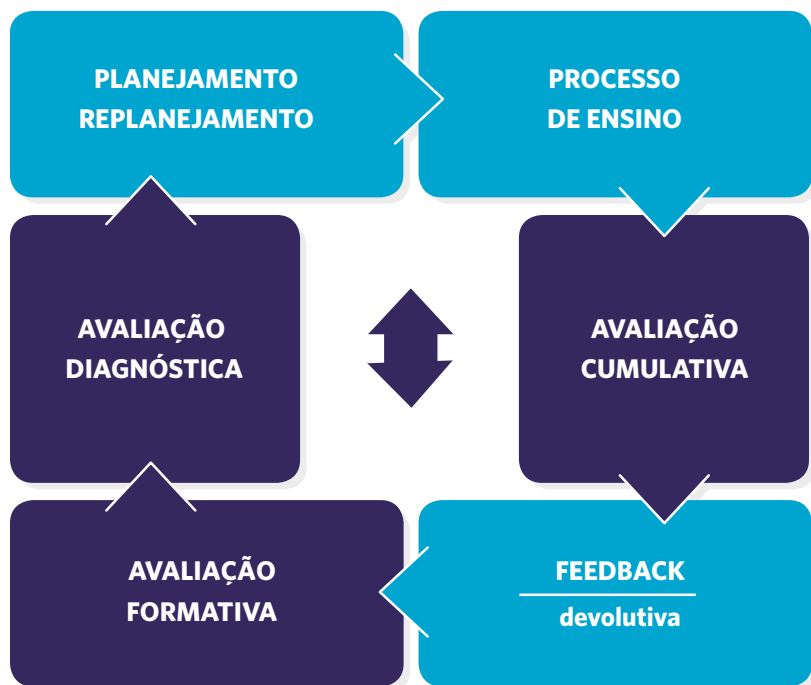 PLANEJAMENTO
REPLANEJAMENTO
PROCESSO
DE ENSINO
AVALIAÇÃO
DIAGNÓSTICA
AVALIAÇÃO
CUMULATIVA
AVALIAÇÃO
FORMATIVA
FEEDBACK
devolutiva